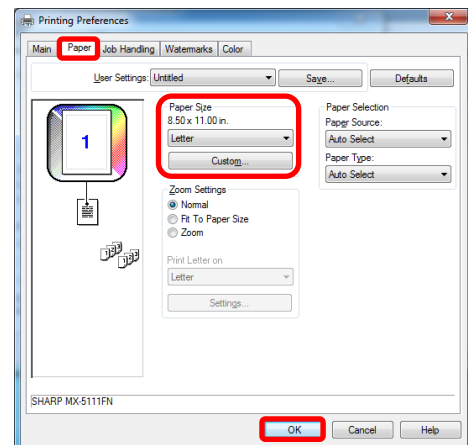 Printing Preferences
Main Paper Job Handling Watermarks Color
User Settings: Untitled Save... Defaults
Paper Size
8.50 x 11.00 in.
Letter
Custom...
Paper Selection
Paper Source:
Auto Select
Paper Type:
Auto Select
1
Zoom Settings
Normal
Fit To Paper Size
Zoom
Print Letter on
Letter
Settings...
123 123
SHARP MX-5111FN
OK Cancel Help